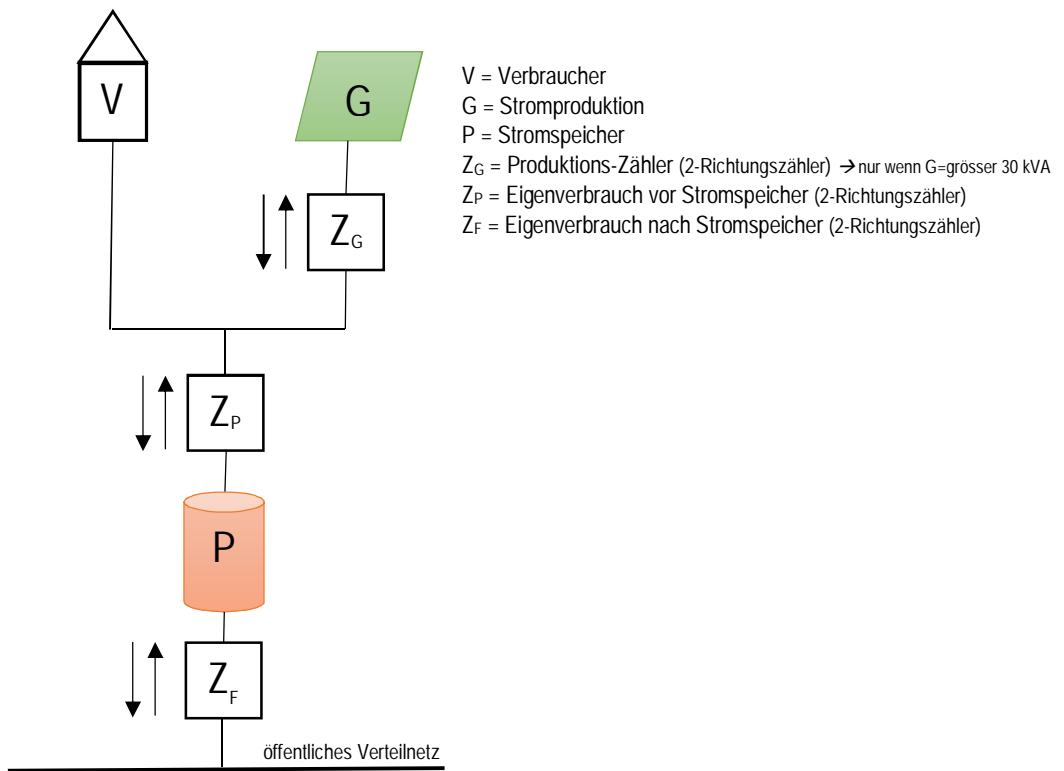 V
G
V = Verbraucher
G = Stromproduktion
P = Stromspeicher
ZG = Produktions-Zähler (2-Richtungszähler) → nur wenn G=grösser 30 kVA
ZP = Eigenverbrauch vor Stromspeicher (2-Richtungszähler)
ZF = Eigenverbrauch nach Stromspeicher (2-Richtungszähler)
ZG
ZP
P
ZF
öffentliches Verteilnetz